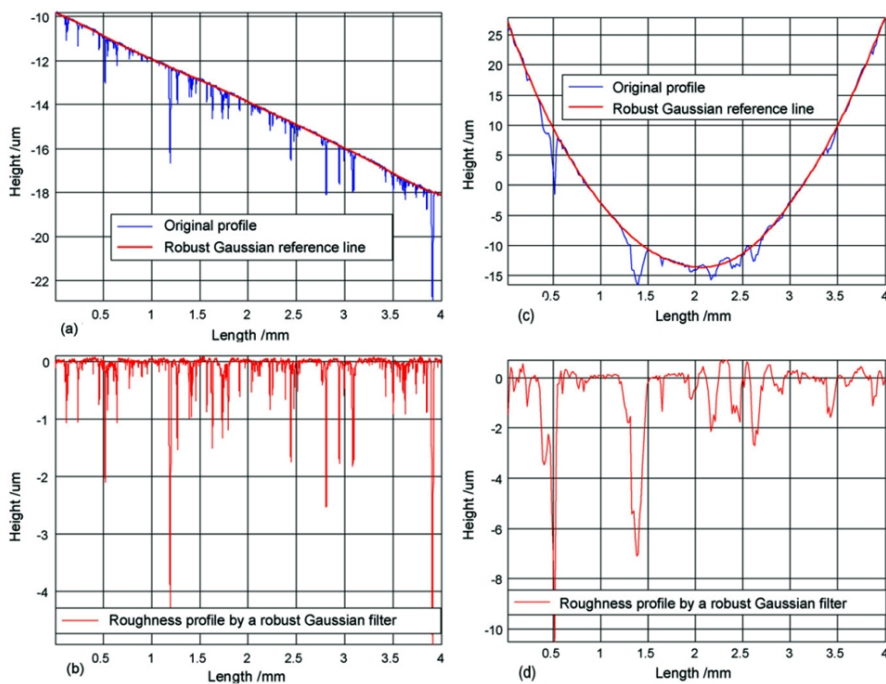 -10
-12
-14
-16
-18
-20
-22
Height /um
Original profile
Robust Gaussian reference line
0.5 1 1.5 2 2.5 3 3.5 4
(a)
Length /mm
25
20
15
10
5
0
-5
-10
-15
Height /um
Original profile
Robust Gaussian reference line
0.5 1 1.5 2 2.5 3 3.5 4
(c)
Length /mm
0
-1
-2
-3
-4
Height /um
Roughness profile by a robust Gaussian filter
0.5 1 1.5 2 2.5 3 3.5 4
(b)
Length /mm
0
-2
-4
-6
-8
-10
Height /um
Roughness profile by a robust Gaussian filter
0.5 1 1.5 2 2.5 3 3.5 4
(d)
Length /mm